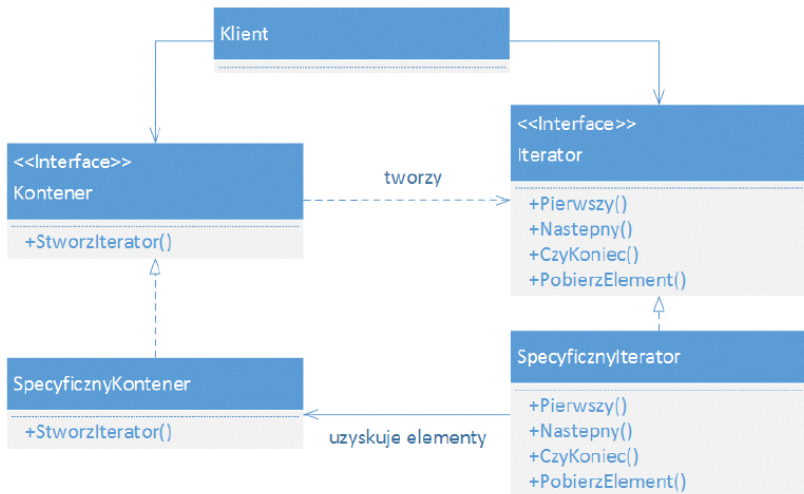 Klient
<<Interface>>
Kontener
+StworzIterator()
tworzy
<<Interface>>
Iterator
+Pierwszy()
+Nastepny()
+CzyKoniec()
+PobierzElement()
SpecyficznyKontener
+StworzIterator()
uzyskuje elementy
SpecyficznyIterator
+Pierwszy()
+Nastepny()
+CzyKoniec()
+PobierzElement()